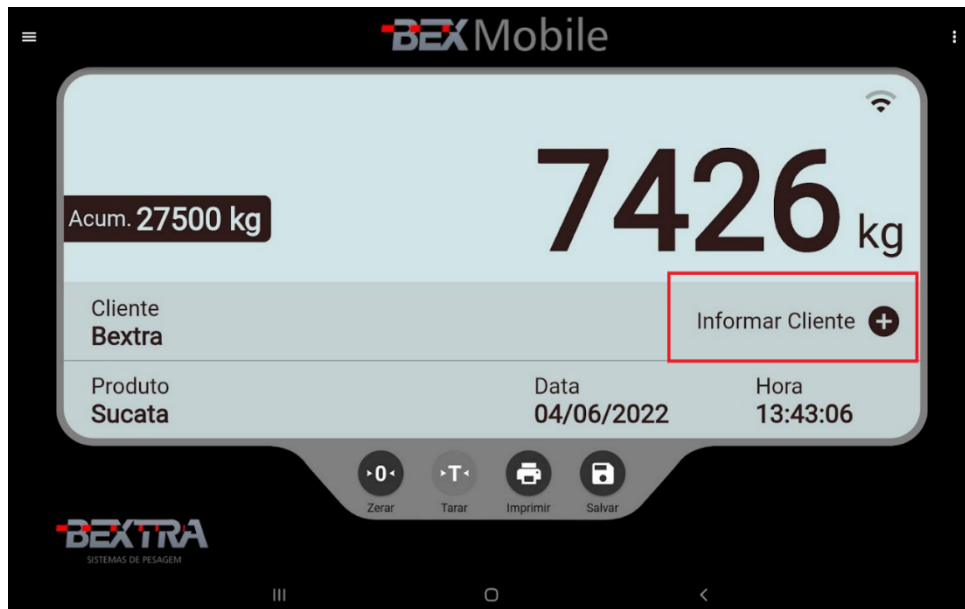 BEX Mobile
7426 kg
Acum. 27500 kg
Cliente
Bextra
Informar Cliente
Produto
Sucata
Data
04/06/2022
Hora
13:43:06
0
T
Zerar
Tarar
Imprimir
Salvar
BEXTRA
SISTEMAS DE PESAGEM